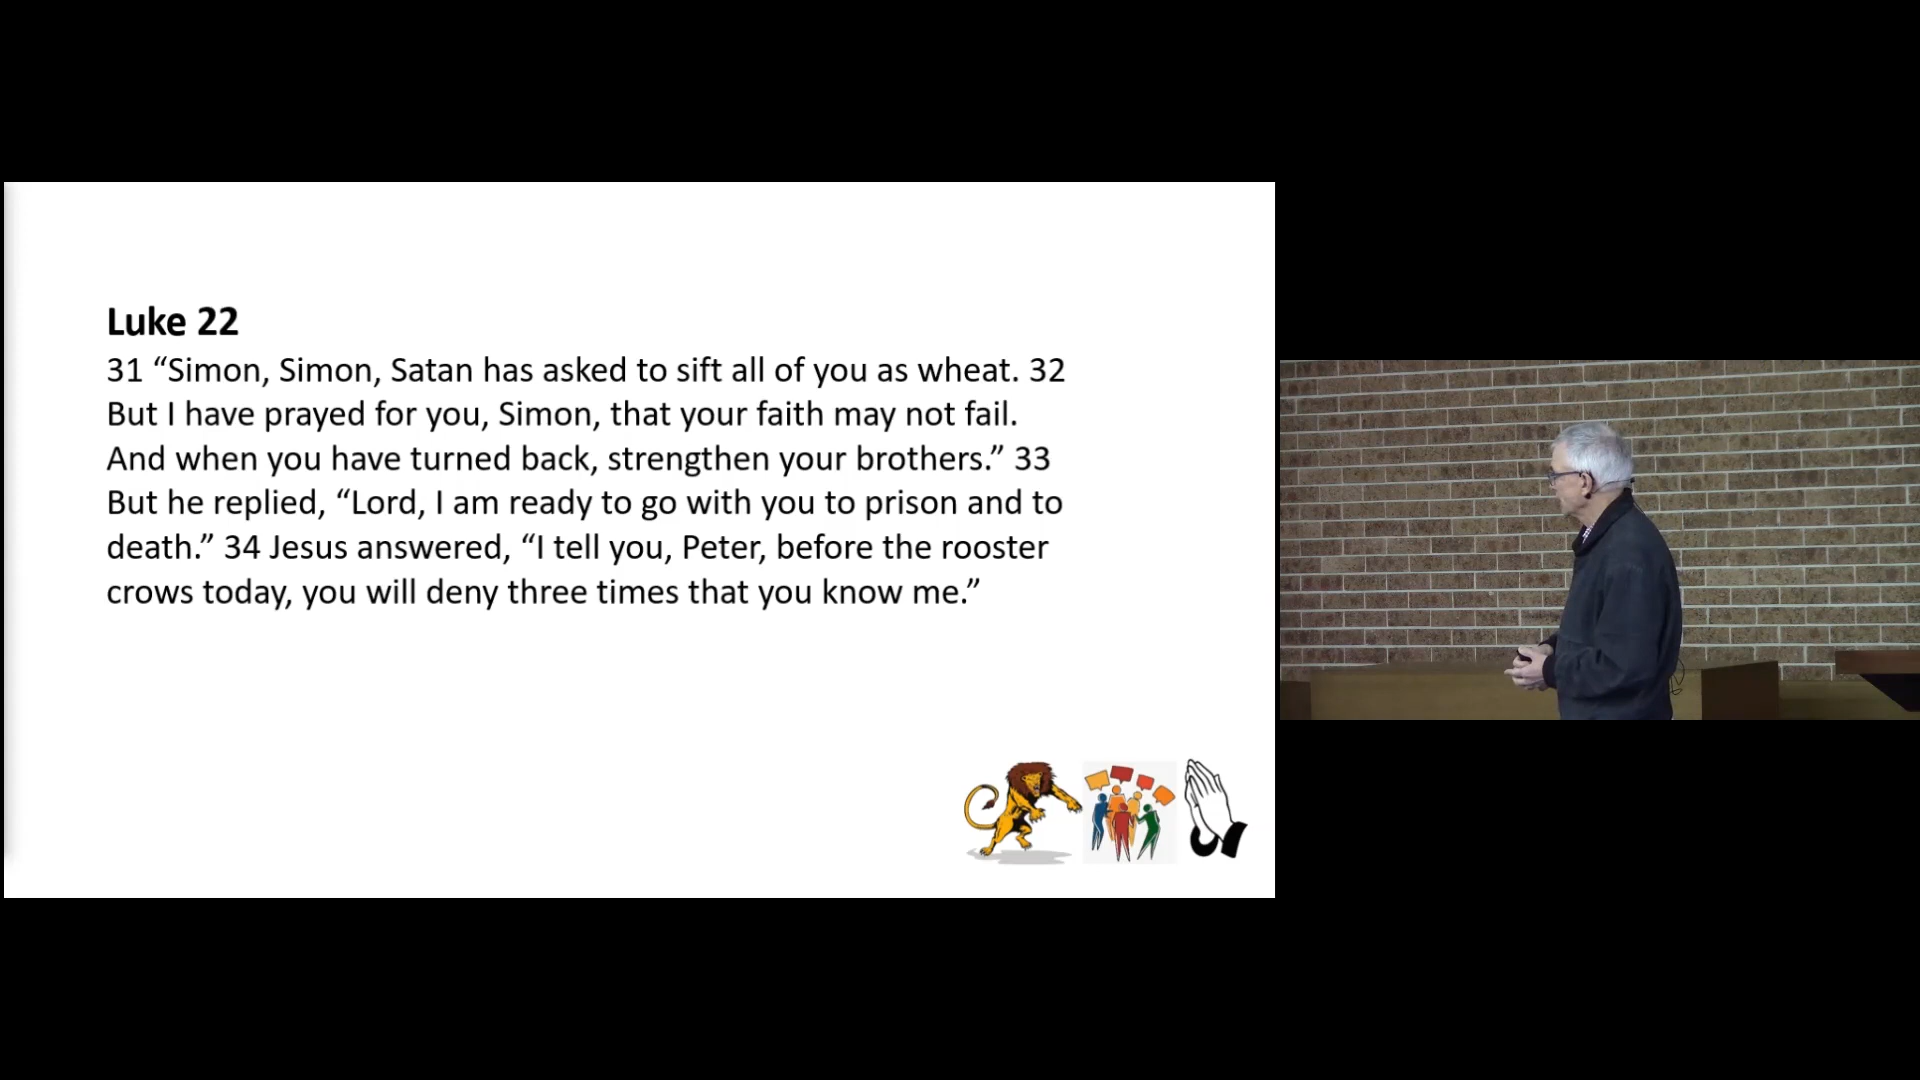 Luke 22
31 “Simon, Simon, Satan has asked to sift all of you as wheat. 32
But I have prayed for you, Simon, that your faith may not fail.
And when you have turned back, strengthen your brothers.” 33
But he replied, “Lord, I am ready to go with you to prison and to
death.” 34 Jesus answered, “I tell you, Peter, before the rooster
crows today, you will deny three times that you know me.”